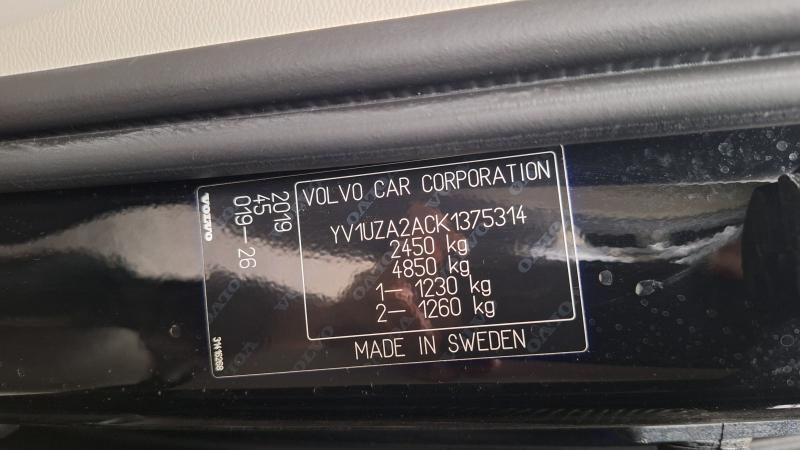 VOLVO
2019
45
019-26
31416268
VOLVO CAR CORPORATION
YV1UZA2ACK1375314
2450 kg
4850 kg
1- 1230 kg
2- 1260 kg
MADE IN SWEDEN